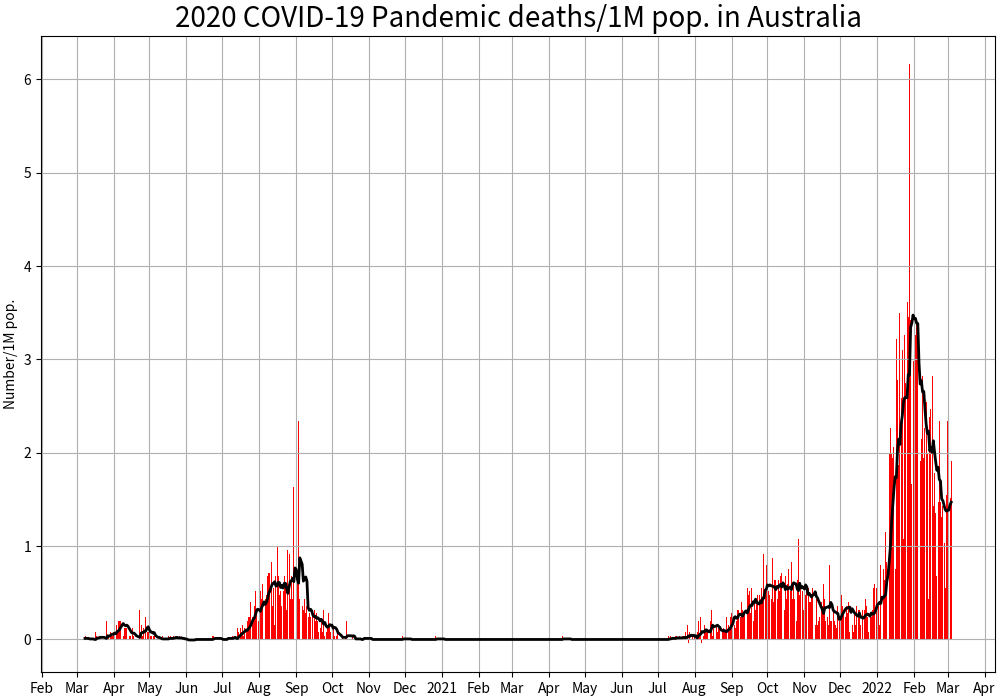 2020 COVID-19 Pandemic deaths/1M pop. in Australia
Number/1M pop.
6
5
4
3
2
1
0
Feb Mar Apr May Jun Jul Aug Sep Oct Nov Dec 2021 Feb Mar Apr May Jun Jul Aug Sep Oct Nov Dec 2022 Feb Mar Apr